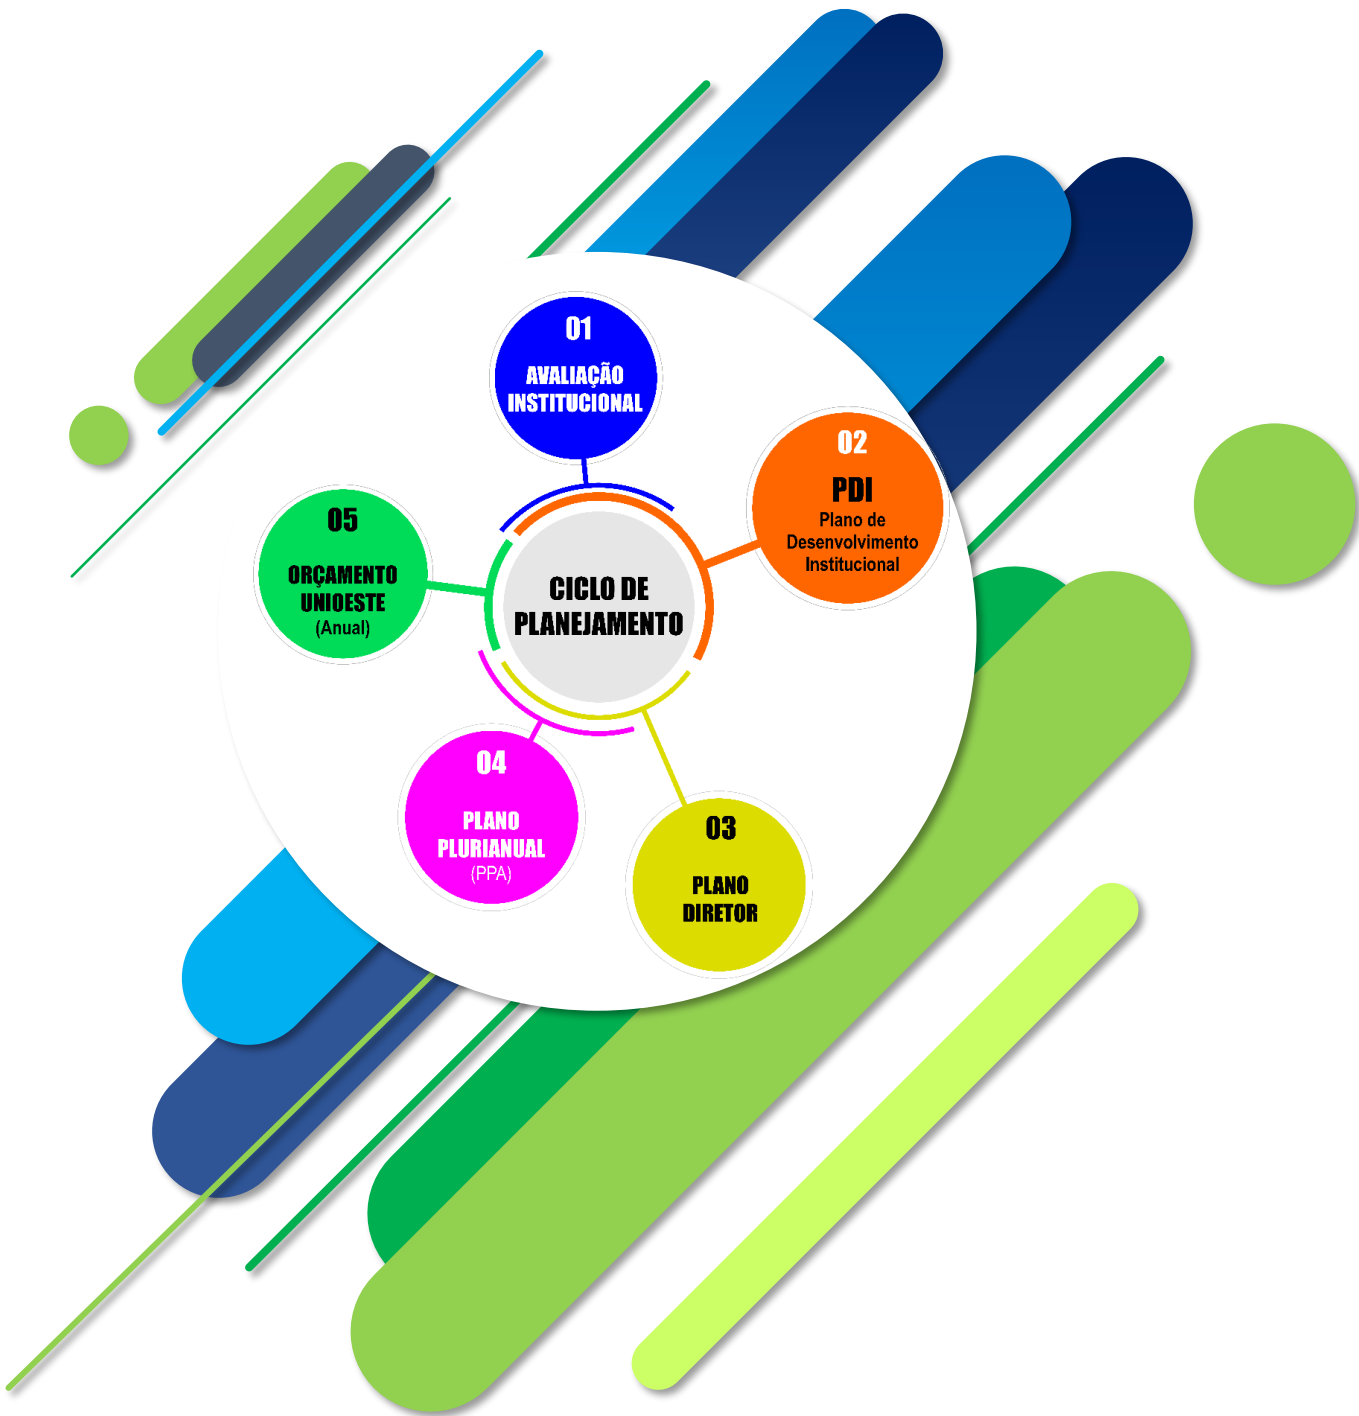 01
AVALIAÇÃO
INSTITUCIONAL
02
PDI
Plano de
Desenvolvimento
Institucional
03
PLANO
DIRETOR
04
PLANO
PLURIANUAL
(PPA)
05
ORÇAMENTO
UNIOESTE
(Anual)
CICLO DE
PLANEJAMENTO